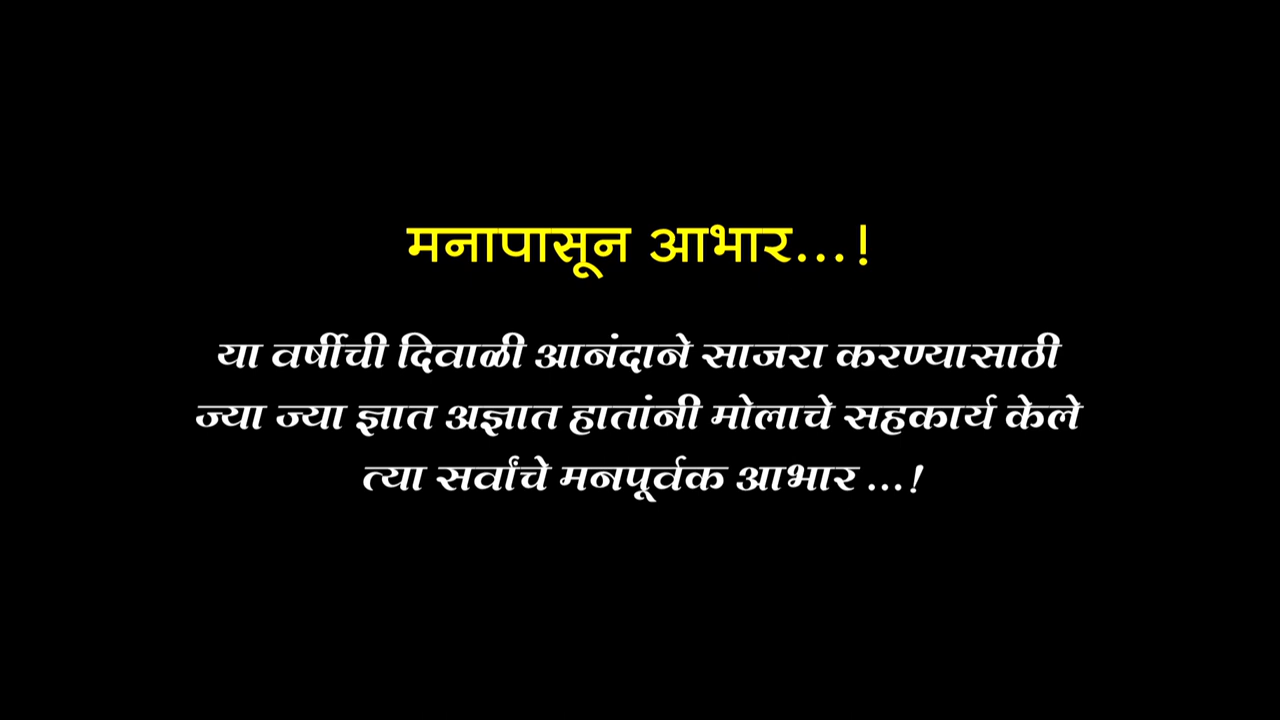 मनापासून आभार...!
या वर्षीची दिवाळी आनंदाने साजरा करण्यासाठी
ज्या ज्या ज्ञात अज्ञात हातांनी मोलाचे सहकार्य केले
त्या सर्वांचे मनपूर्वक आभार ...!